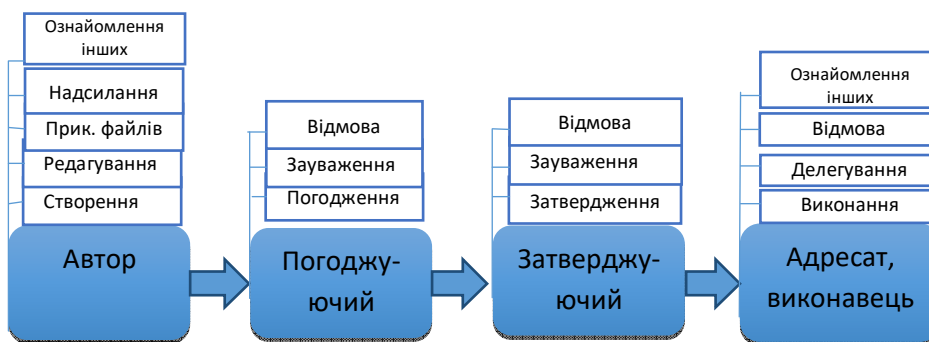 Ознайомлення
інших
Надсилання
Прик. файлів
Редагування
Створення
Автор
Відмова
Зауваження
Погодження
Погоджу-
ючий
Відмова
Зауваження
Затвердження
Затверджу-
ючий
Ознайомлення
інших
Відмова
Делегування
Виконання
Адресат,
виконавець